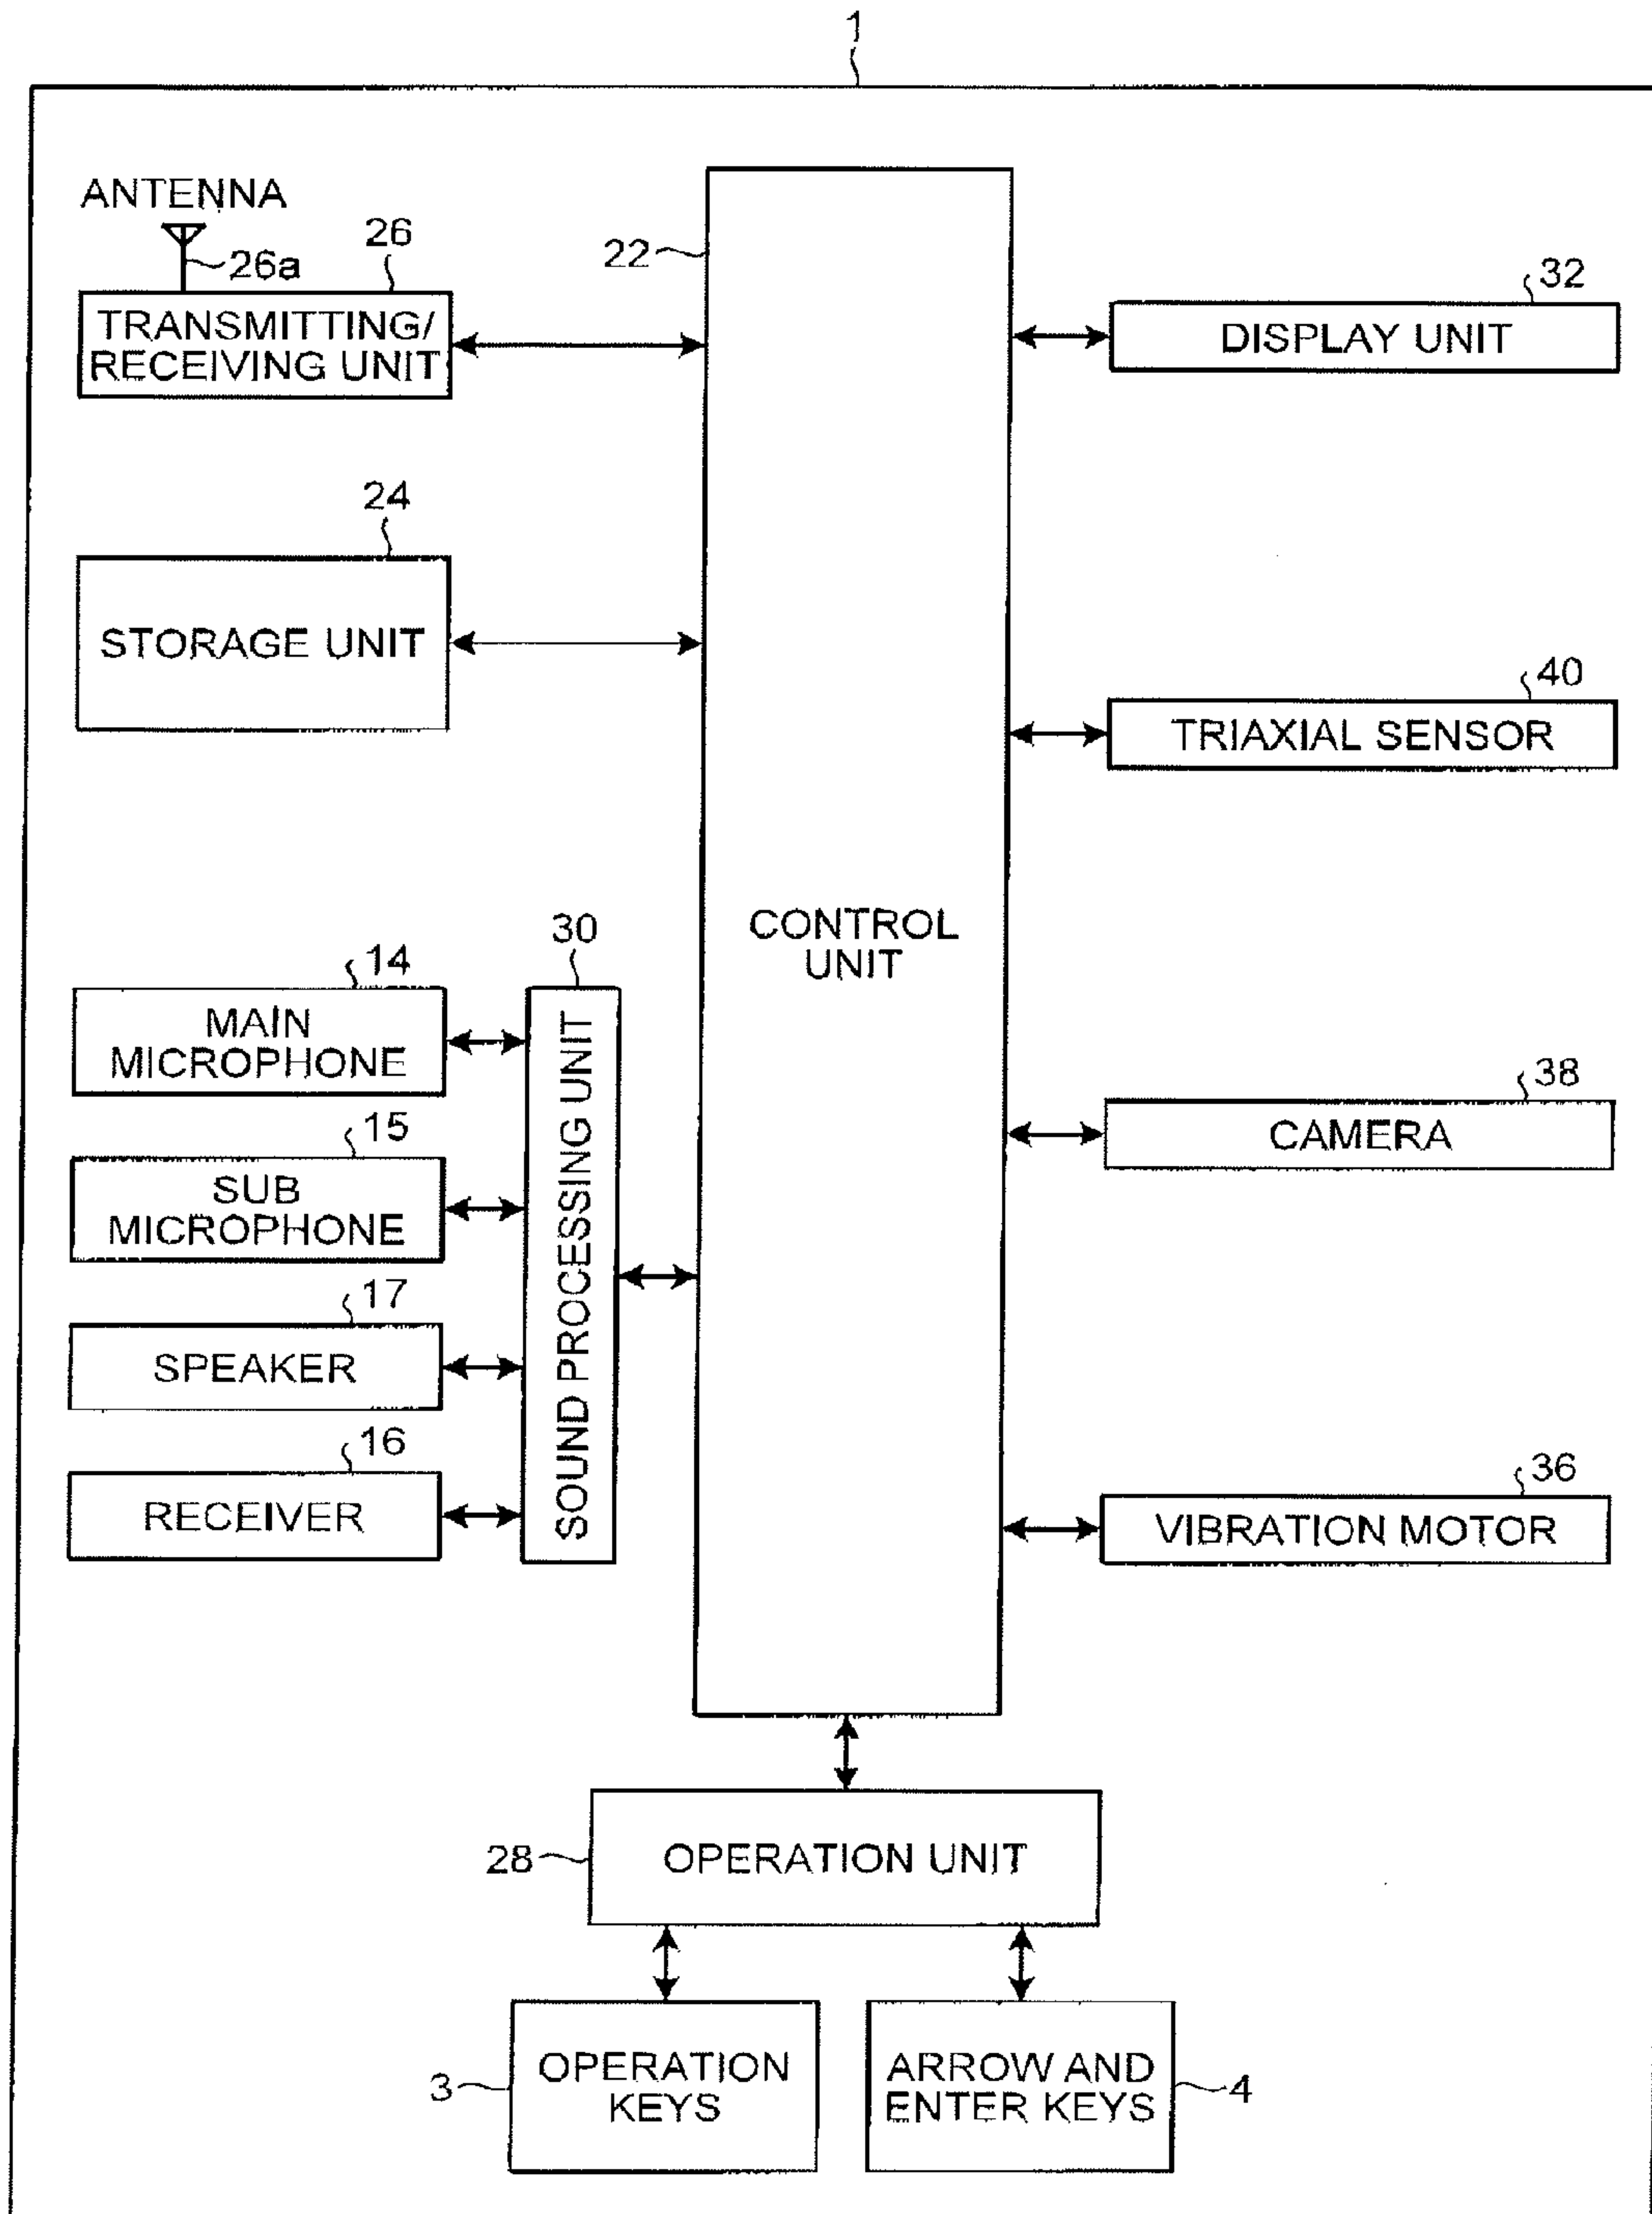 1
ANTENNA
26a
26
TRANSMITTING/
RECEIVING UNIT
22
32
DISPLAY UNIT
24
STORAGE UNIT
40
TRIAXIAL SENSOR
CONTROL
UNIT
30
SOUND PROCESSING UNIT
14
MAIN
MICROPHONE
15
SUB
MICROPHONE
17
SPEAKER
16
RECEIVER
38
CAMERA
36
VIBRATION MOTOR
28
OPERATION UNIT
3
OPERATION
KEYS
ARROW AND
ENTER KEYS
4